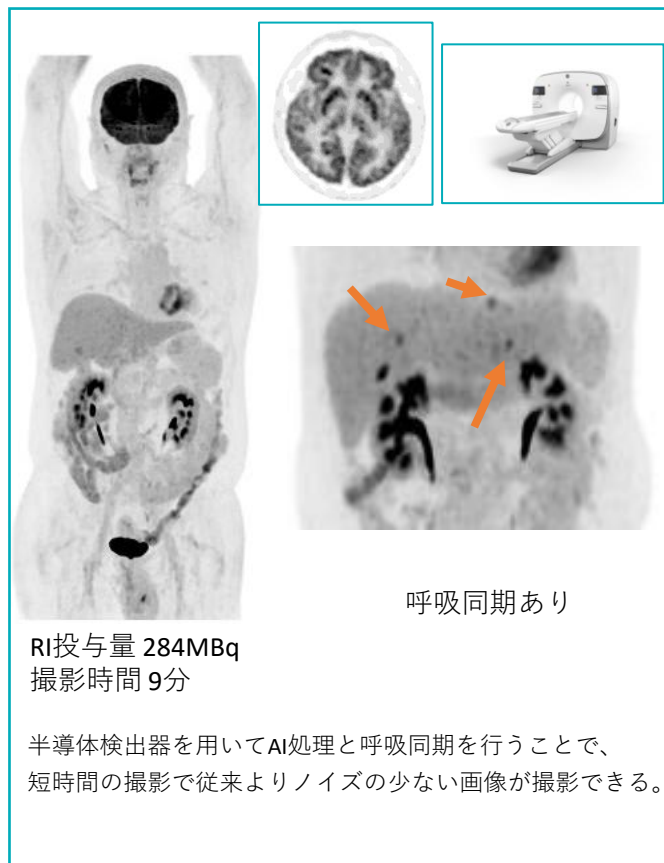 呼吸同期あり
RI投与量 284MBq
撮影時間 9分
半導体検出器を用いてAI処理と呼吸同期を行うことで、
短時間の撮影で従来よりノイズの少ない画像が撮影できる。